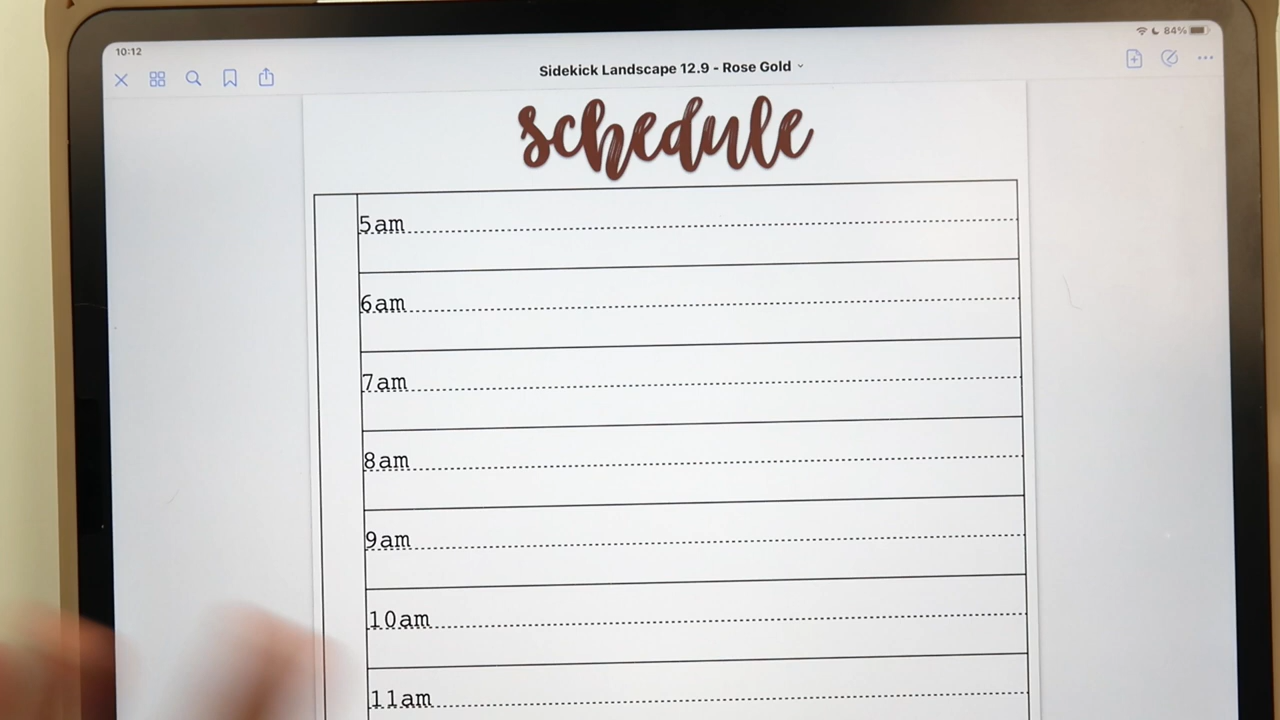 10:12
84%
Sidekick Landscape 12.9 - Rose Gold
schedule
5am
6am
7am
8am
9am
10am
11am